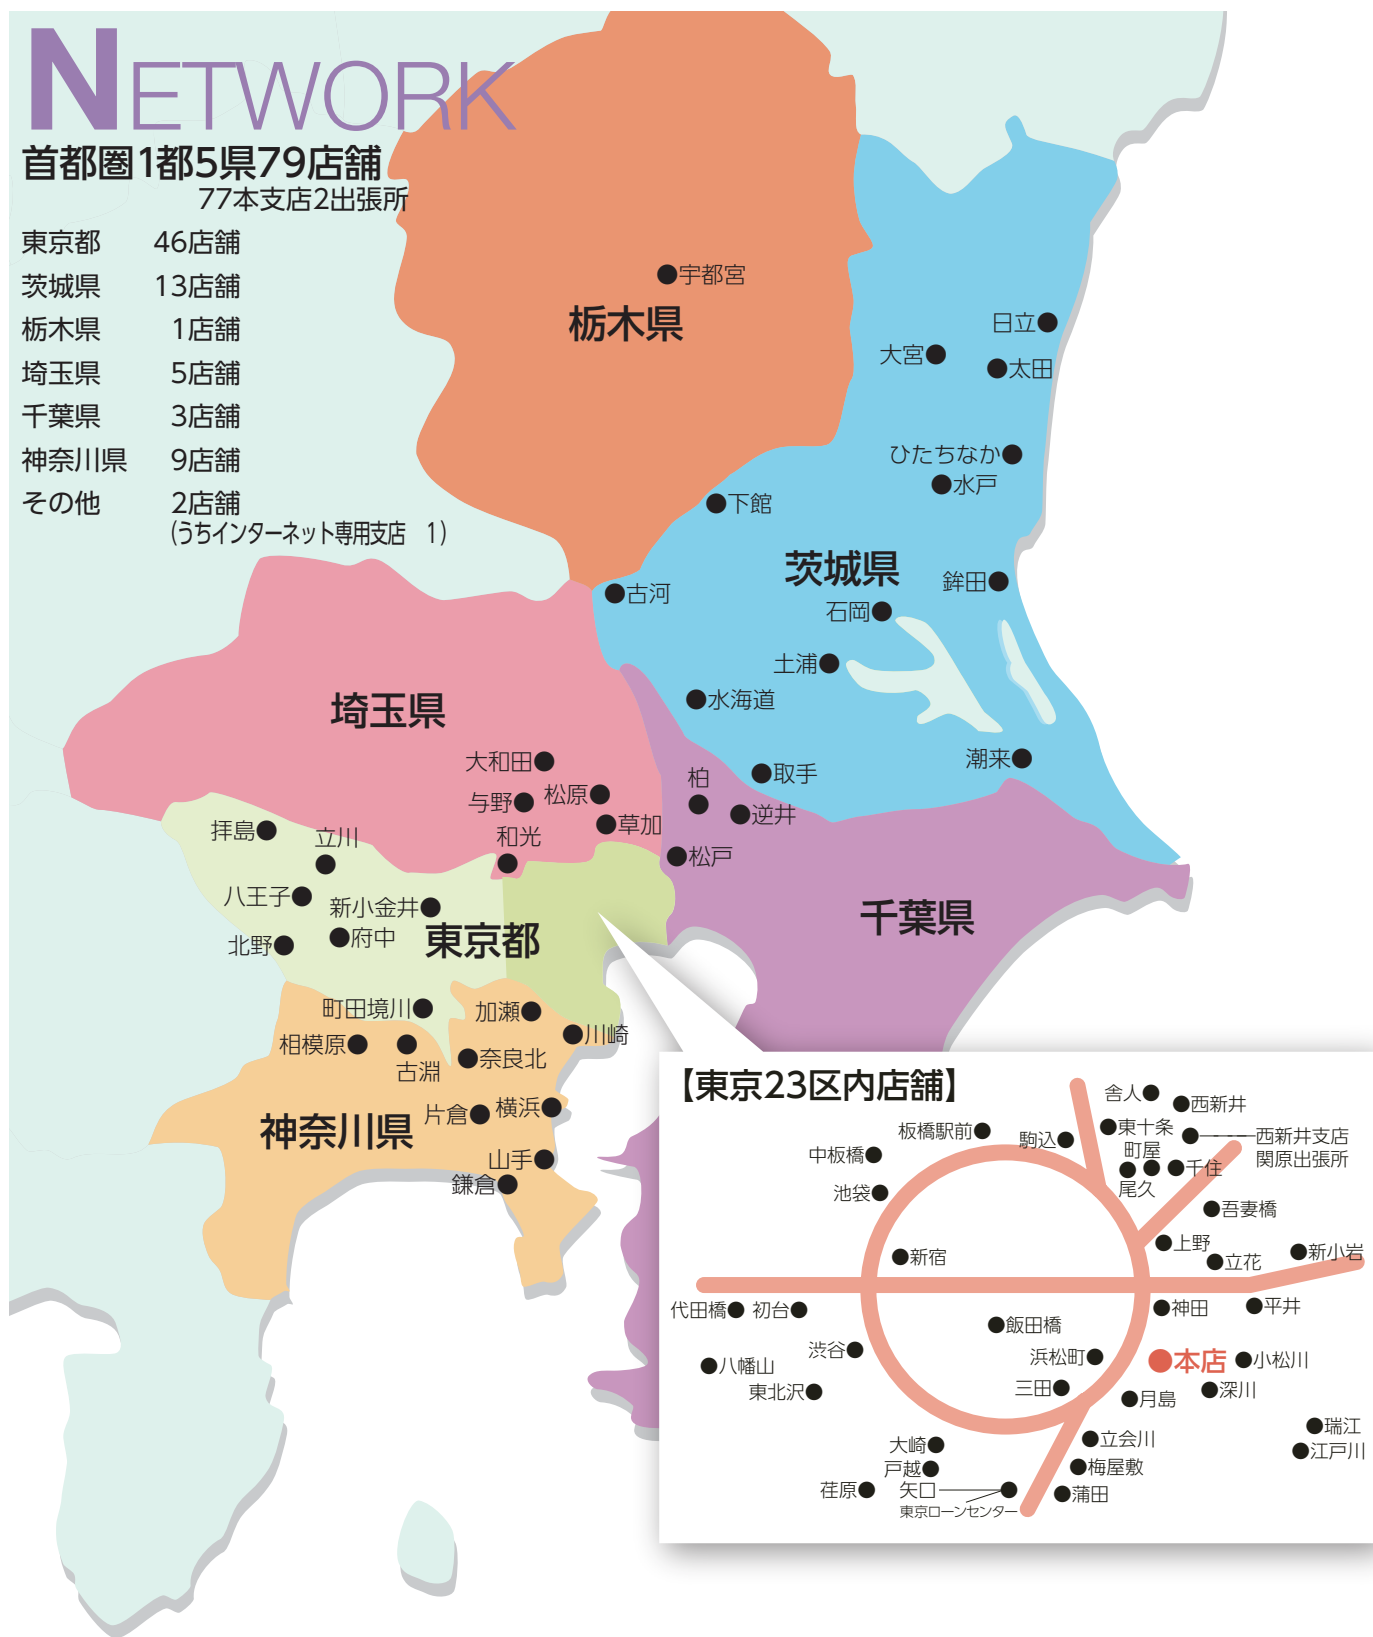 NETWORK
首都圏1都5県79店舗
77本支店2出張所
東京都 46店舗
茨城県 13店舗
栃木県 1店舗
埼玉県 5店舗
千葉県 3店舗
神奈川県 9店舗
その他 2店舗
(うちインターネット専用支店 1)
宇都宮
栃木県
日立
大宮
太田
ひたちなか
水戸
下館
茨城県
鉾田
古河
石岡
土浦
水海道
埼玉県
潮来
大和田
取手
柏
与野
松原
逆井
草加
和光
拝島
立川
松戸
八王子
新小金井
千葉県
東京都
府中
北野
町田境川
加瀬
川崎
相模原
古淵
奈良北
神奈川県
片倉
横浜
山手
鎌倉
【東京23区内店舗】
舎人
西新井
東十条
板橋駅前
駒込
西新井支店
関原出張所
中板橋
町屋
千住
尾久
池袋
吾妻橋
上野
新小岩
新宿
立花
代田橋
初台
神田
平井
飯田橋
渋谷
浜松町
本店
小松川
八幡山
東北沢
三田
月島
深川
瑞江
大崎
立会川
江戸川
戸越
梅屋敷
荏原
矢口
蒲田
東京ローンセンター